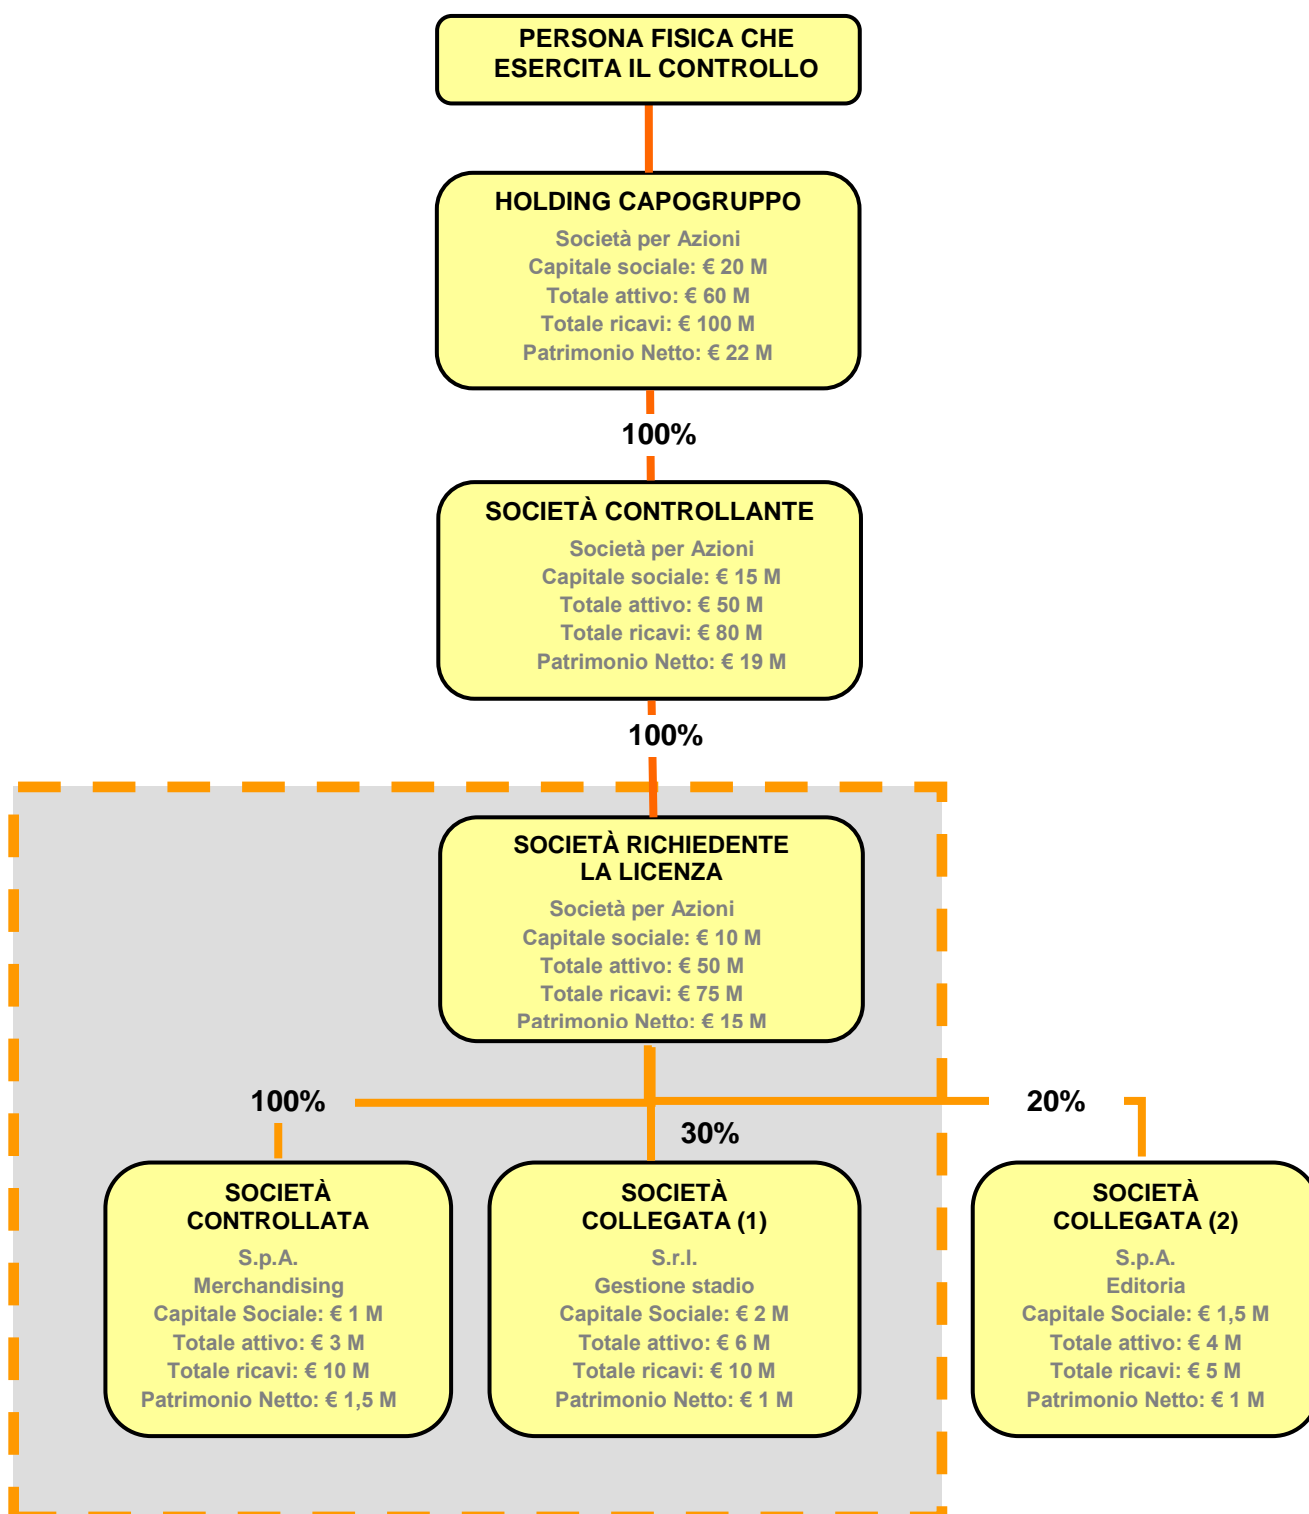 PERSONA FISICA CHE
ESERCITA IL CONTROLLO
HOLDING CAPOGRUPPO
Società per Azioni
Capitale sociale: € 20 M
Totale attivo: € 60 M
Totale ricavi: € 100 M
Patrimonio Netto: € 22 M
100%
SOCIETÀ CONTROLLANTE
Società per Azioni
Capitale sociale: € 15 M
Totale attivo: € 50 M
Totale ricavi: € 80 M
Patrimonio Netto: € 19 M
100%
SOCIETÀ RICHIEDENTE
LA LICENZA
Società per Azioni
Capitale sociale: € 10 M
Totale attivo: € 50 M
Totale ricavi: € 75 M
Patrimonio Netto: € 15 M
100%
30%
20%
SOCIETÀ
CONTROLLATA
S.p.A.
Merchandising
Capitale Sociale: € 1 M
Totale attivo: € 3 M
Totale ricavi: € 10 M
Patrimonio Netto: € 1,5 M
SOCIETÀ
COLLEGATA (1)
S.r.l.
Gestione stadio
Capitale Sociale: € 2 M
Totale attivo: € 6 M
Totale ricavi: € 10 M
Patrimonio Netto: € 1 M
SOCIETÀ
COLLEGATA (2)
S.p.A.
Editoria
Capitale Sociale: € 1,5 M
Totale attivo: € 4 M
Totale ricavi: € 5 M
Patrimonio Netto: € 1 M